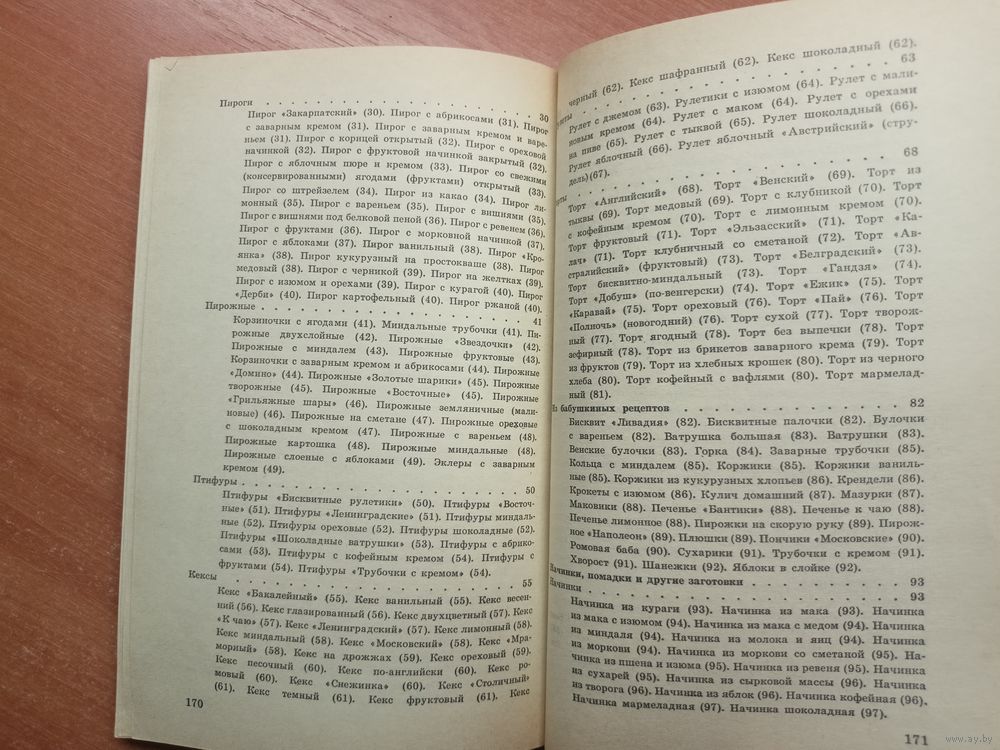 Пироги . . . . . . . . . . . . . . . . . . . . 30
Пирог «Закарпатский» (30). Пирог с абрикосами (31). Пирог
с заварным кремом (31). Пирог с заварным кремом и варе-
ньем (31). Пирог с корицей открытый (32). Пирог с ореховой
начинкой (32). Пирог с фруктовой начинкой закрытый (32).
Пирог с яблочным пюре и кремом (33). Пирог со свежими
(консервированными) ягодами (фруктами) открытый (33).
Пирог со штрейзелем (34). Пирог из какао (34). Пирог ли-
монный (35). Пирог с вареньем (35). Пирог с вишнями (35).
Пирог с вишнями под белковой пеной (36). Пирог с ревенем (36).
Пирог с фруктами (36). Пирог с морковной начинкой (37).
Пирог с яблоками (37). Пирог ванильный (38). Пирог «Кро-
янка» (38). Пирог кукурузный на простокваше (38). Пирог
медовый (38). Пирог с черникой (39). Пирог на желтках (39).
Пирог с изюмом и орехами (39). Пирог с курагой (40). Пирог
«Дерби» (40). Пирог картофельный (40). Пирог ржаной (40).
Пирожные . . . . . . . . . . . . . . . . . . . . 41
Корзиночки с ягодами (41). Миндальные трубочки (41). Пи-
рожные двухслойные (42). Пирожные «Звездочки» (42).
Пирожные с миндалем (43). Пирожные фруктовые (43).
Корзиночки с заварным кремом и абрикосами (44). Пирожные
«Домино» (44). Пирожные «Золотые шарики» (45). Пирожные
творожные (45). Пирожные «Восточные» (45). Пирожные
«Грильяжные шары» (46). Пирожные земляничные (мали-
новые) (46). Пирожные на сметане (46). Пирожные ореховые
с шоколадным кремом (47). Пирожные с вареньем (48).
Пирожные картошка (48). Пирожные миндальные (48).
Пирожные слоеные с яблоками (49). Эклеры с заварным
кремом (49).
Птифуры . . . . . . . . . . . . . . . . . . . . 50
Птифуры «Бисквитные рулетики» (50). Птифуры «Восточ-
ные» (51). Птифуры «Ленинградские» (51). Птифуры миндаль-
ные (52). Птифуры ореховые (52). Птифуры шоколадные (52).
Птифуры «Шоколадные ватрушки» (53). Птифуры с абрико-
сами (53). Птифуры с кофейным кремом (54). Птифуры с
фруктами (54). Птифуры «Трубочки с кремом» (54).
Кексы . . . . . . . . . . . . . . . . . . . . 55
Кекс «Бакалейный» (55). Кекс ванильный (55). Кекс весен-
ний (56). Кекс глазированный (56). Кекс двухцветный (57). Кекс
«К чаю» (57). Кекс «Ленинградский» (57). Кекс лимонный (58).
Кекс миндальный (58). Кекс «Московский» (58). Кекс «Мра-
морный» (58). Кекс на дрожжах (59). Кекс ореховый (59).
Кекс песочный (60). Кекс по-английски (60). Кекс ро-
мовый (60). Кекс «Снежинка» (60). Кекс «Столичный»
(61). Кекс темный (61). Кекс фруктовый (61). Кекс
170
черный (62). Кекс шафранный (62). Кекс шоколадный (62).
. . . . . . . . . . . . . . . . . . . . 63
Рулет с джемом (63). Рулетики с изюмом (64). Рулет с мали-
новым кремом (64). Рулет с маком (64). Рулет с орехами
на пиве (65). Рулет с тыквой (65). Рулет шоколадный (66).
Рулет яблочный (66). Рулет яблочный «Австрийский» (стру-
дель)(67).
. . . . . . . . . . . . . . . . . . . . 68
Торт «Английский» (68). Торт «Венский» (69). Торт из
тыквы (69). Торт медовый (69). Торт с клубникой (70). Торт
с кофейным кремом (70). Торт с лимонным кремом (70).
Торт фруктовый (71). Торт «Эльзасский» (71). Торт «Ка-
лач» (71). Торт клубничный со сметаной (72). Торт «Ав-
стралийский» (фруктовый) (73). Торт «Белградский» (73).
Торт бисквитно-миндальный (73). Торт «Гандзя» (74).
Торт «Добуш» (по-венгерски) (74). Торт «Ежик» (75). Торт
«Каравай» (75). Торт ореховый (76). Торт «Пай» (76). Торт
«Полночь» (новогодний) (76). Торт сухой (77). Торт творож-
ный (77). Торт ягодный (78). Торт без выпечки (78). Торт
зефирный (78). Торт из брикетов заварного крема (79). Торт
из фруктов (79). Торт из хлебных крошек (80). Торт из черного
хлеба (80). Торт кофейный с вафлями (80). Торт мармелад-
ный (81).
Из бабушкиных рецептов . . . . . . . . . . . . 82
Бисквит «Ливадия» (82). Бисквитные палочки (82). Булочки
с вареньем (82). Ватрушка большая (83). Ватрушки (83).
Венские булочки (83). Горка (84). Заварные трубочки (85).
Кольца с миндалем (85). Коржики (85). Коржики ваниль-
ные (85). Коржики из кукурузных хлопьев (86). Крендели (86).
Крокеты с изюмом (86). Кулич домашний (87). Мазурки (87).
Маковики (88). Печенье «Вантики» (88). Печенье к чаю (88).
Печенье лимонное (88). Пирожки на скорую руку (89). Пирож-
ное «Наполеон» (89). Плюшки (89). Пончики «Московские» (90).
Ромовая баба (90). Сухарики (91). Трубочки с кремом (91).
Хворост (91). Шанежки (92). Яблоки в слойке (92).
Начинки, помадки и другие заготовки . . . . . . . . 93
Начинки . . . . . . . . . . . . . . . . . . . . 93
Начинка из кураги (93). Начинка из мака (93). Начинка
из мака с изюмом (94). Начинка из мака с медом (94). Начинка
из миндаля (94). Начинка из молока и яиц (94). Начинка из
моркови (94). Начинка из моркови со сметаной (95). На-
чинка из пшена и изюма (95). Начинка из ревеня (95). Начинка
из сухарей (95). Начинка из сырковой массы (96). Начинка
из творога (96). Начинка из яблок (96). Начинка кофейная (96).
Начинка мармеладная (97). Начинка шоколадная (97).
171
www.ay.by